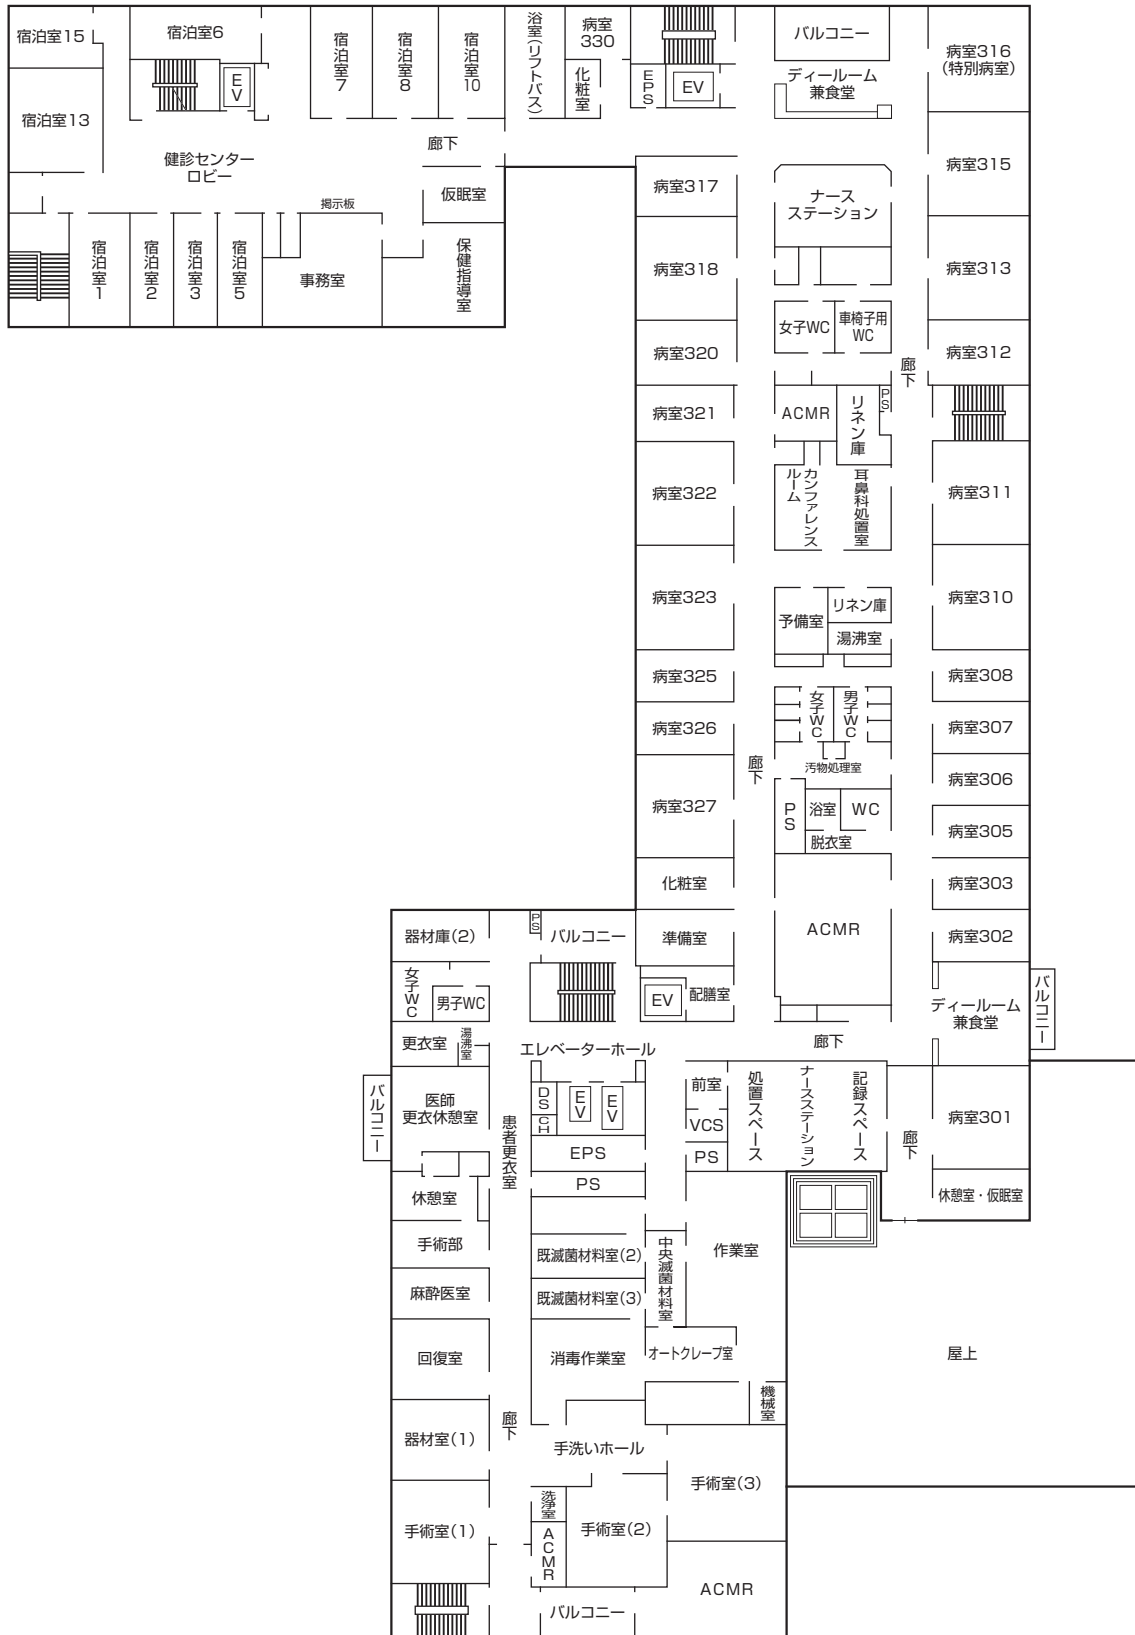 宿泊室15
宿泊室6
宿泊室7
宿泊室8
宿泊室10
浴室(リフトバス)
病室
330
化粧室
EPS
EV
EV
バルコニー
ディールーム
兼食堂
病室316
(特別病室)
宿泊室13
健診センター
ロビー
廊下
仮眠室
掲示板
宿泊室1
宿泊室2
宿泊室3
宿泊室5
事務室
保健指導室
病室317
ナース
ステーション
病室315
病室318
病室313
女子WC
車椅子用
WC
病室320
廊下
病室312
病室321
ACMR
リネン庫
PS
病室322
カンファレンス
ルーム
耳鼻科処置室
病室311
病室323
予備室
リネン庫
湯沸室
病室310
病室325
病室308
病室326
女子WC
男子WC
病室307
廊下
汚物処理室
病室306
病室327
PS
浴室
WC
脱衣室
病室305
化粧室
病室303
器材庫(2)
PS
バルコニー
準備室
ACMR
病室302
女子WC
男子WC
EV
配膳室
ディールーム
兼食堂
バルコニー
更衣室
湯沸室
エレベーターホール
廊下
バルコニー
医師
更衣休憩室
患者更衣室
DS
CH
EV
EV
前室
VCS
PS
処置スペース
ナースステーション
記録スペース
廊下
病室301
EPS
PS
休憩室
休憩室・仮眠室
手術部
既滅菌材料室(2)
中央滅菌材料室
作業室
麻酔医室
既滅菌材料室(3)
回復室
消毒作業室
オートクレーブ室
屋上
機械室
器材室(1)
廊下
手洗いホール
手術室(3)
手術室(1)
洗浄室
ACMR
手術室(2)
ACMR
バルコニー